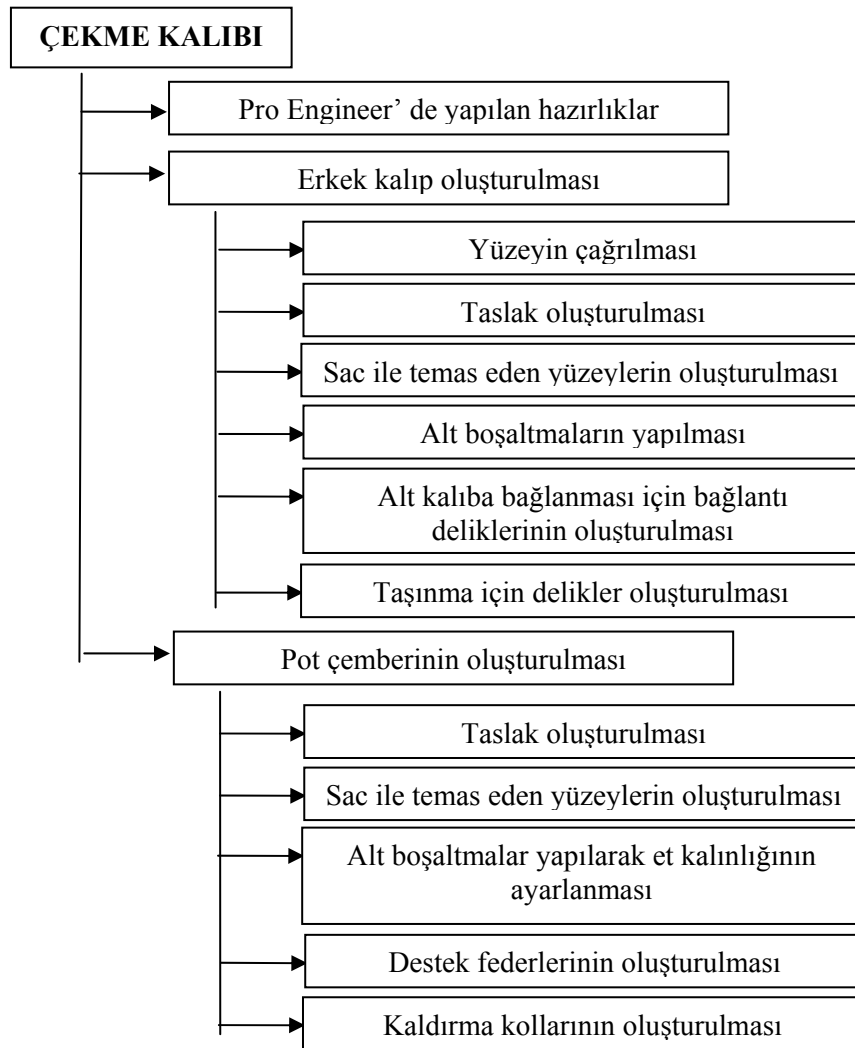 ÇEKME KALIBI
Pro Engineer’ de yapılan hazırlıklar
Erkek kalıp oluşturulması
Yüzeyin çağrılması
Taslak oluşturulması
Sac ile temas eden yüzeylerin oluşturulması
Alt boşaltmaların yapılması
Alt kalıba bağlanması için bağlantı
deliklerinin oluşturulması
Taşınma için delikler oluşturulması
Pot çemberinin oluşturulması
Taslak oluşturulması
Sac ile temas eden yüzeylerin oluşturulması
Alt boşaltmalar yapılarak et kalınlığının
ayarlanması
Destek federlerinin oluşturulması
Kaldırma kollarının oluşturulması